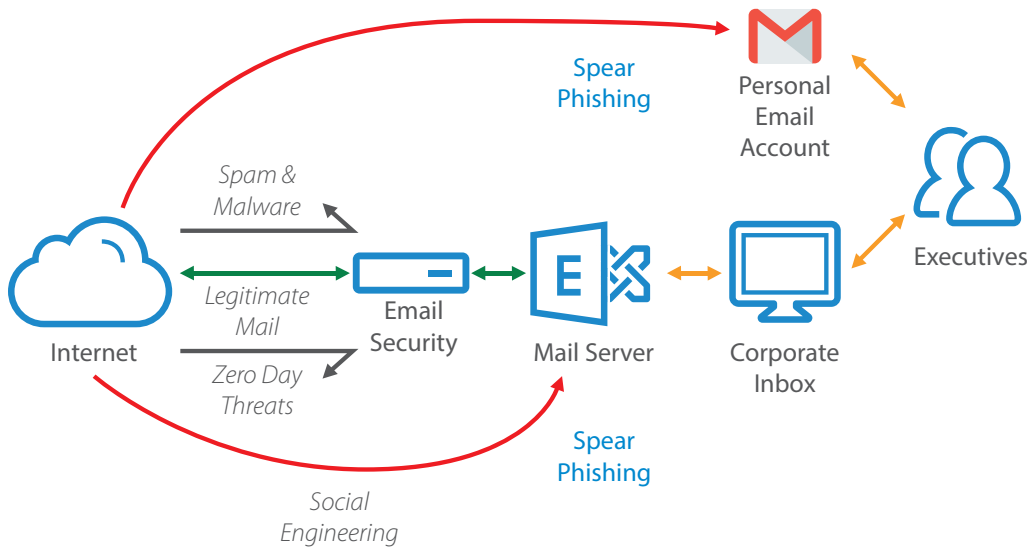 Spear
Phishing
Personal
Email
Account
Spam &
Malware
Executives
E
Legitimate
Mail
Email
Security
Internet
Mail Server
Corporate
Inbox
Zero Day
Threats
Spear
Phishing
Social
Engineering